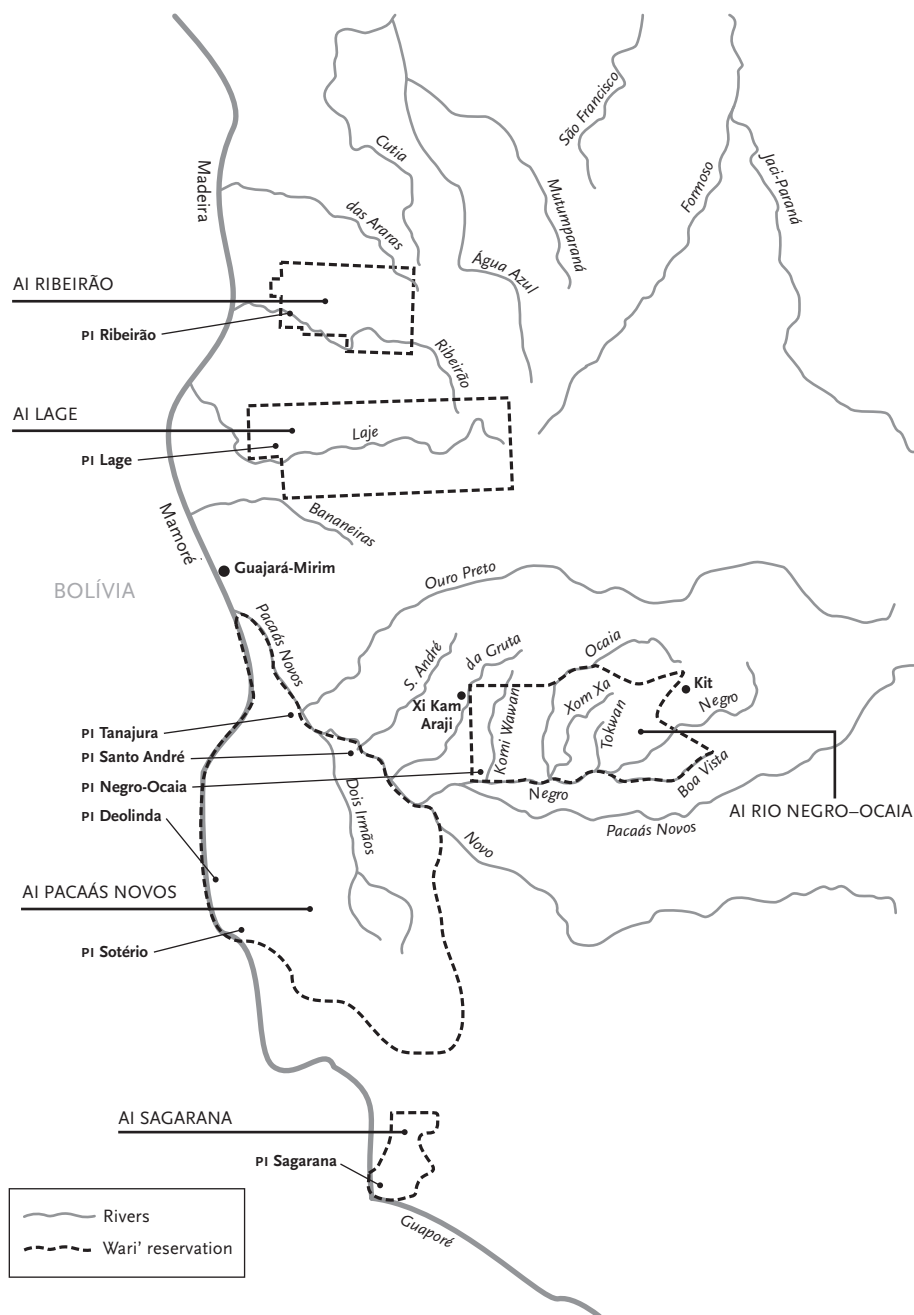 São Francisco
Cutia
Madeira
das Araras
Mutumparaná
Formoso
Jaci-Paraná
Água Azul
AI RIBEIRÃO
PI Ribeirão
Ribeirão
AI LAGE
Laje
PI Lage
Mamoré
Bananeiras
Guajará-Mirim
BOLÍVIA
Ouro Preto
Pacaás Novos
S. André
da Gruta
Ocaia
Xi Kam
Araji
Komi Wawan
Xom Xa
Tokwan
Kit
Negro
PI Tanajura
PI Santo André
PI Negro-Ocaia
Negro
Boa Vista
PI Deolinda
Dois Irmãos
Pacaás Novos
AI RIO NEGRO–OCAIA
Novo
AI PACAÁS NOVOS
PI Sotério
AI SAGARANA
PI Sagarana
Guaporé
Rivers
Wari' reservation